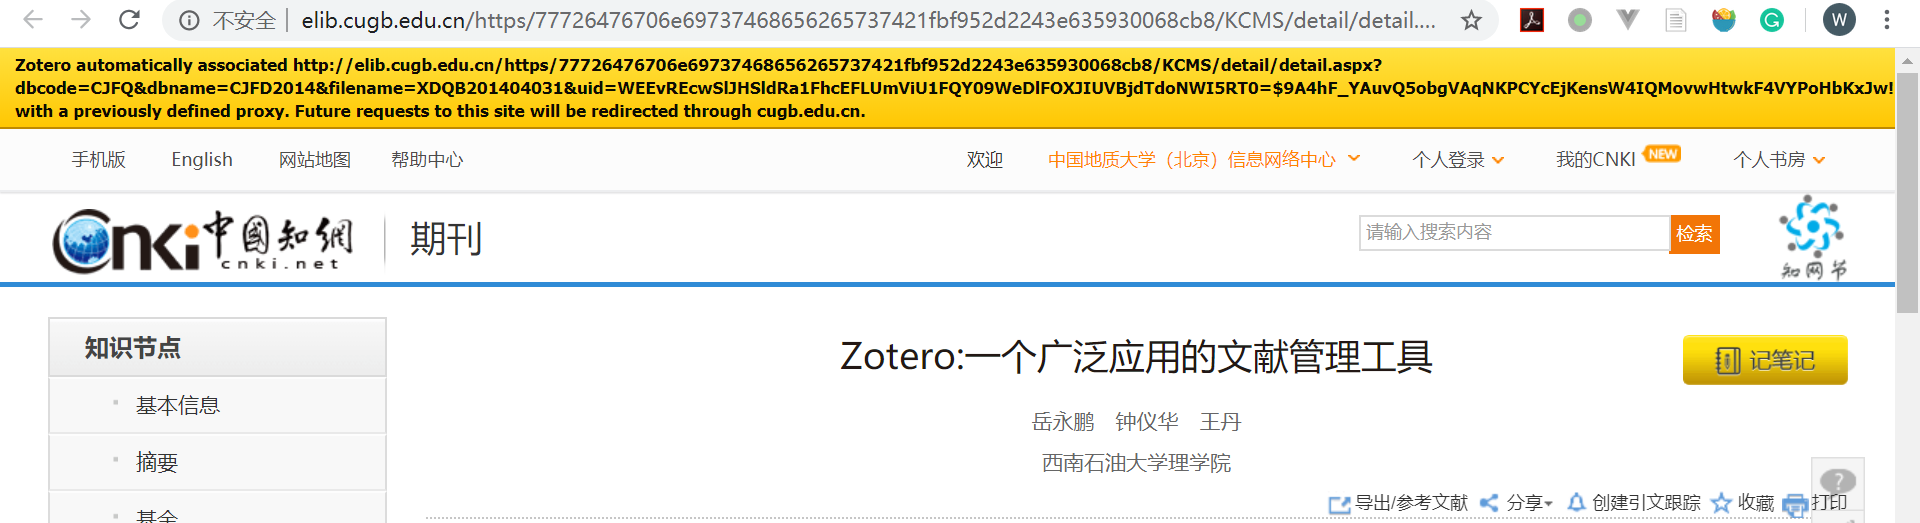 不安全 elib.cugb.edu.cn/https/77726476706e69737468656265737421fbf952d2243e635930068cb8/KCMS/detail/detail.... W
Zotero automatically associated http://elib.cugb.edu.cn/https/77726476706e69737468656265737421fbf952d2243e635930068cb8/KCMS/detail/detail.aspx?
dbcode=CJFQ&dbname=CJFD2014&filename=XDQB201404031&uid=WEEvREcwSlJHSldRa1FhcEFLUmViU1FQY09WeDlFOXJIUVBjdTdoNWI5RT0=$9A4hF_YAuvQ5obgVAqNKPCYcEjKensW4IQMovwHtwkF4VYPoHbKxJw!
with a previously defined proxy. Future requests to this site will be redirected through cugb.edu.cn.
手机版 English 网站地图 帮助中心 欢迎 中国地质大学（北京）信息网络中心 个人登录 我的CNKI NEW 个人书房
Cnki中國知網 期刊 请输入搜索内容 检索
cnki.net 知网节
知识节点 Zotero:一个广泛应用的文献管理工具 记笔记
基本信息 岳永鹏 钟仪华 王丹
摘要 西南石油大学理学院
导出/参考文献 分享 创建引文跟踪 收藏 打印
基金